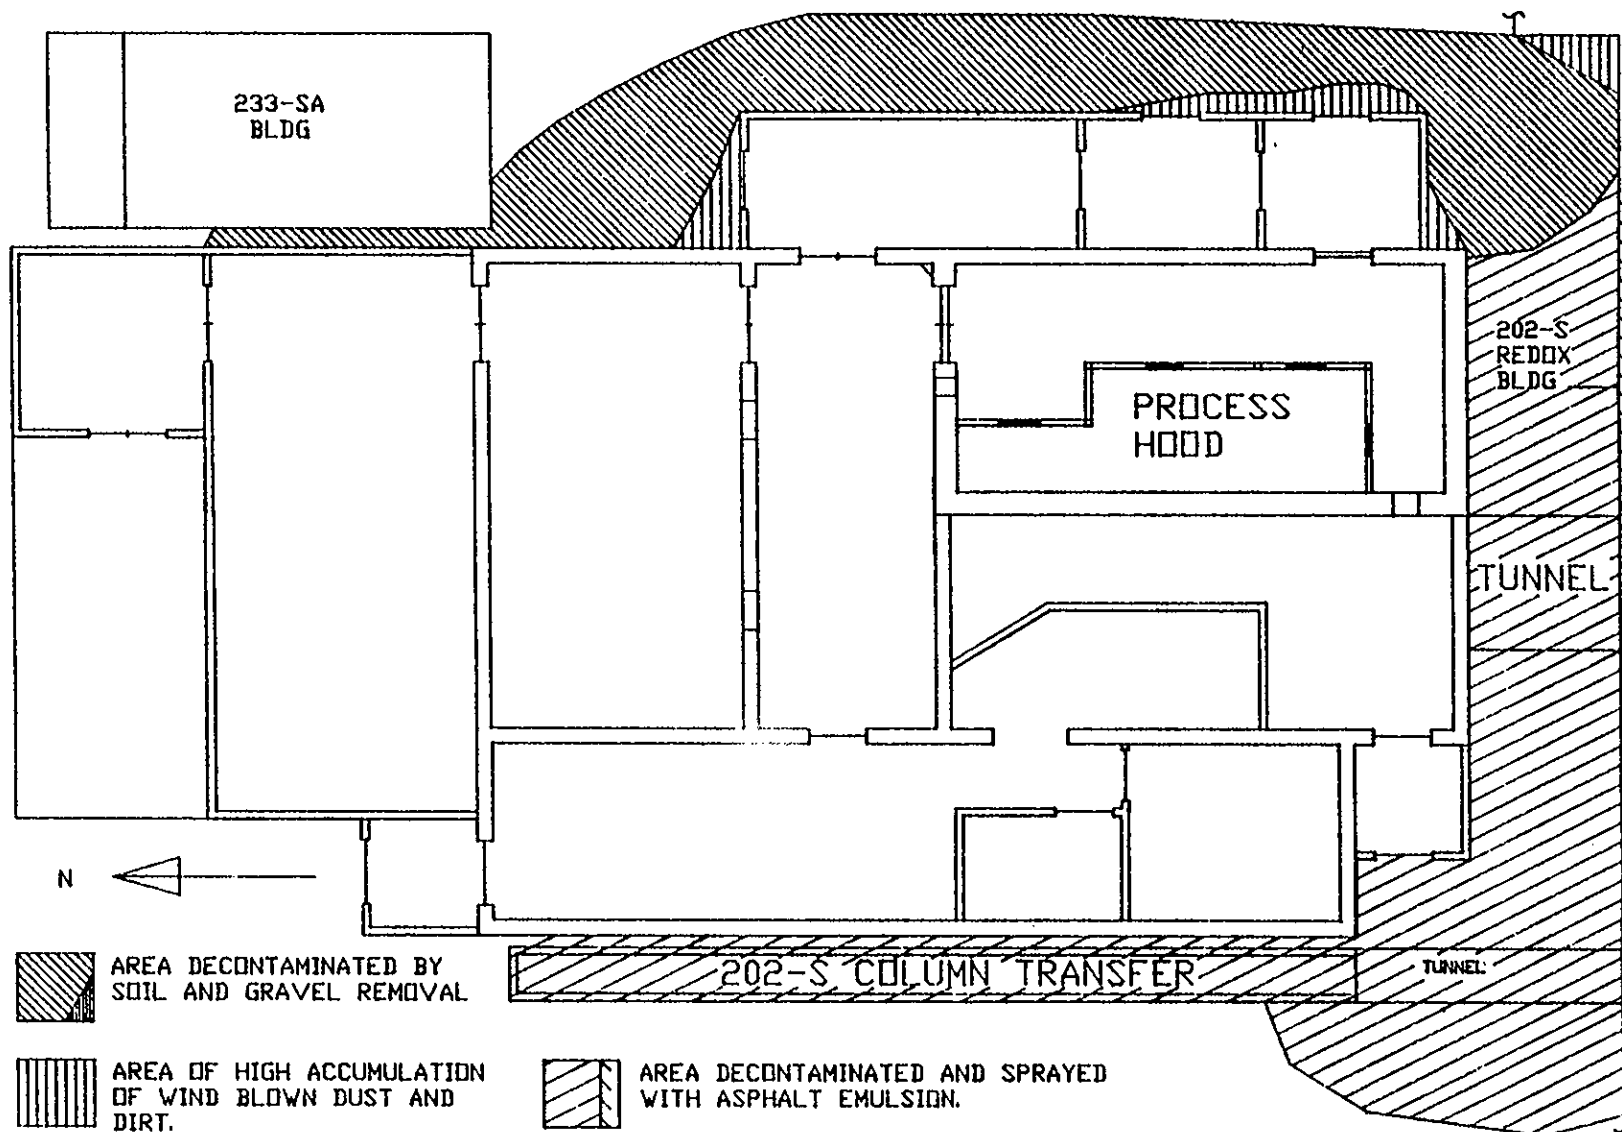 233-SA
BLDG
202-S
REDOX
BLDG
PROCESS
HOOD
TUNNEL
N
202-S COLUMN TRANSFER
TUNNEL
AREA DECONTAMINATED BY
SOIL AND GRAVEL REMOVAL
AREA OF HIGH ACCUMULATION
OF WIND BLOWN DUST AND
DIRT.
AREA DECONTAMINATED AND SPRAYED
WITH ASPHALT EMULSION.